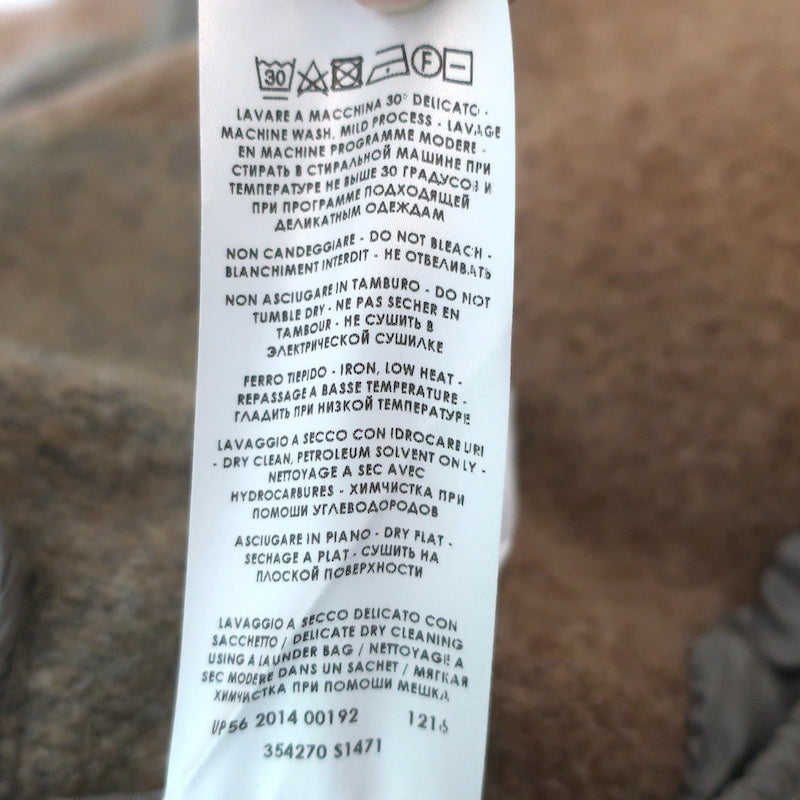 30 F
LAVARE A MACCHINA 30° DELICATO -
MACHINE WASH, MILD PROCESS - LAVAGE
EN MACHINE PROGRAMME MODERE -
СТИРАТЬ В СТИРАЛЬНОЙ МАШИНЕ ПРИ
ТЕМПЕРАТУРЕ НЕ ВЫШЕ 30 ГРАДУСОВ И
ПРИ ПРОГРАММЕ ПОДХОДЯЩЕЙ
ДЕЛИКАТНЫМ ОДЕЖДАМ
NON CANDEGGIARE - DO NOT BLEACH -
BLANCHIMENT INTERDIT - НЕ ОТБЕЛИВАТЬ
NON ASCIUGARE IN TAMBURO - DO NOT
TUMBLE DRY - NE PAS SECHER EN
TAMBOUR - НЕ СУШИТЬ В
ЭЛЕКТРИЧЕСКОЙ СУШИЛКЕ
FERRO TIEPIDO - IRON, LOW HEAT -
REPASSAGE A BASSE TEMPERATURE -
ГЛАДИТЬ ПРИ НИЗКОЙ ТЕМПЕРАТУРЕ
LAVAGGIO A SECCO CON IDROCARBURI
- DRY CLEAN, PETROLEUM SOLVENT ONLY -
NETTOYAGE A SEC AVEC
HYDROCARBURES - ХИМЧИСТКА ПРИ
ПОМОШИ УГЛЕВОДОРОДОВ
ASCIUGARE IN PIANO - DRY FLAT -
SECHAGE A PLAT - СУШИТЬ НА
ПЛОСКОЙ ПОВЕРХНОСТИ
LAVAGGIO A SECCO DELICATO CON
SACCHETTO / DELICATE DRY CLEANING
USING A LAUNDER BAG / NETTOYAGE A
SEC MODERE DANS UN SACHET / МЯГКАЯ
ХИМЧИСТКА ПРИ ПОМОШИ МЕШКА
UP56 2014 00192 1216
354270 S1471